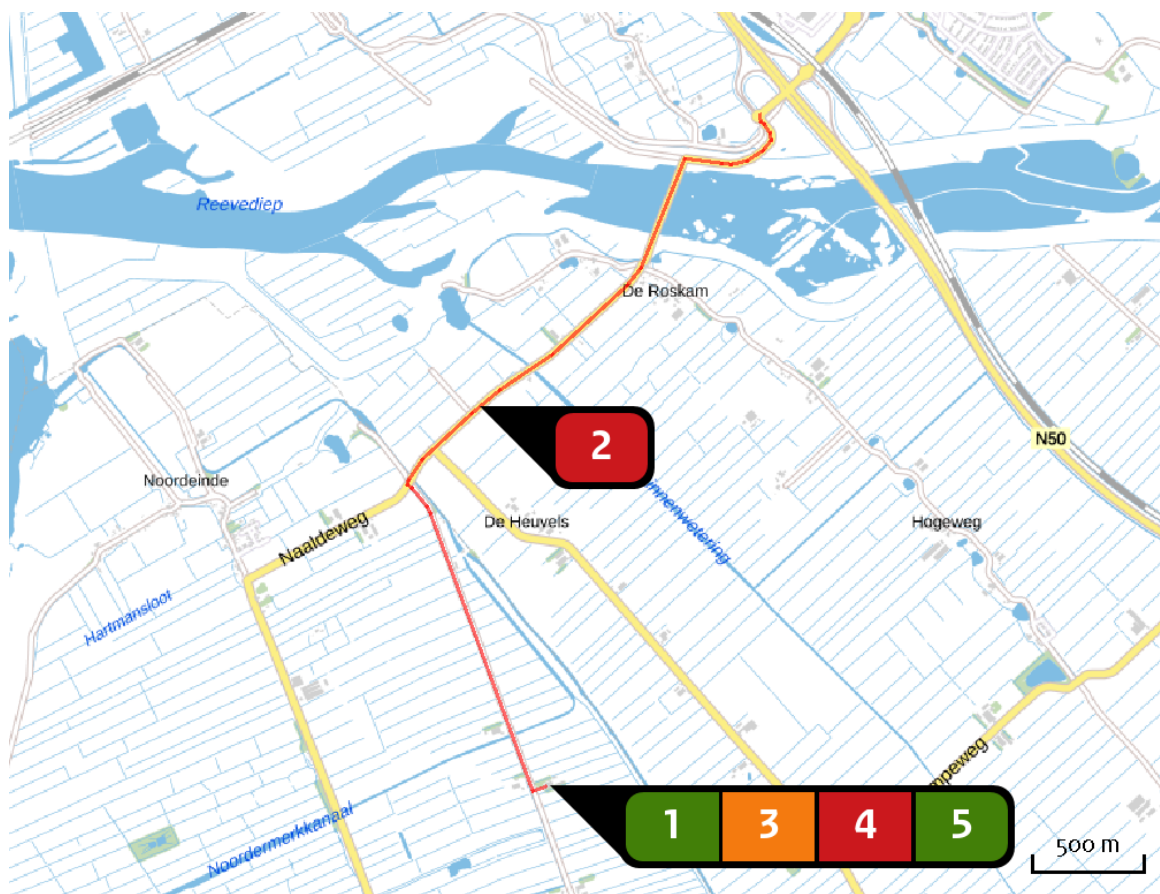 Reevediep
De Roskam
N50
2
Noordeinde
De Heuvels
Hogeweg
Naaldeweg
Hartmansloot
Noordermerkkanaal
1 3 4 5
500 m